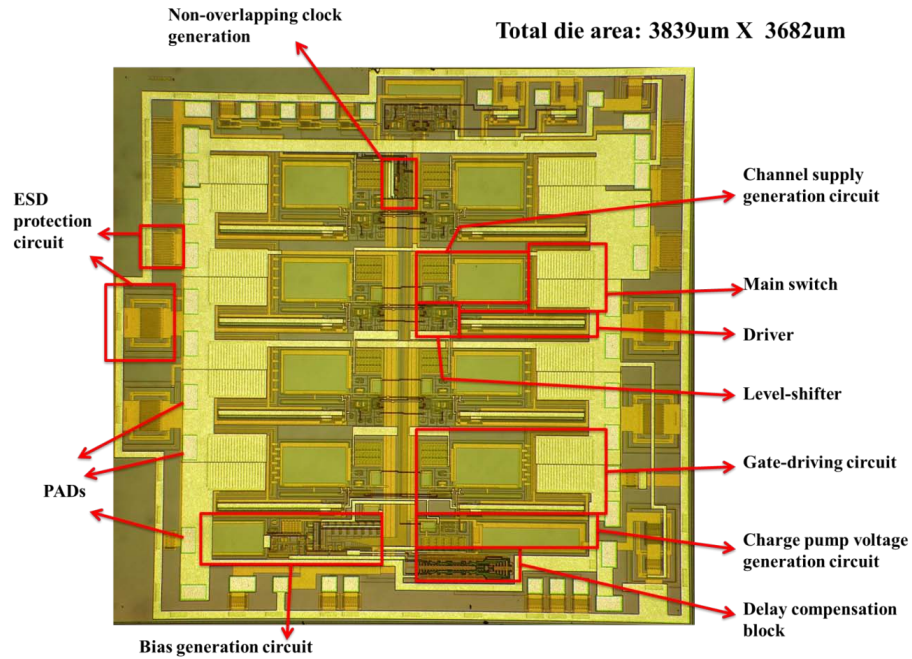 Non-overlapping clock
generation
Total die area: 3839um X  3682um
ESD
protection
circuit
Channel supply
generation circuit
Main switch
Driver
Level-shifter
Gate-driving circuit
PADs
Charge pump voltage
generation circuit
Delay compensation
block
Bias generation circuit